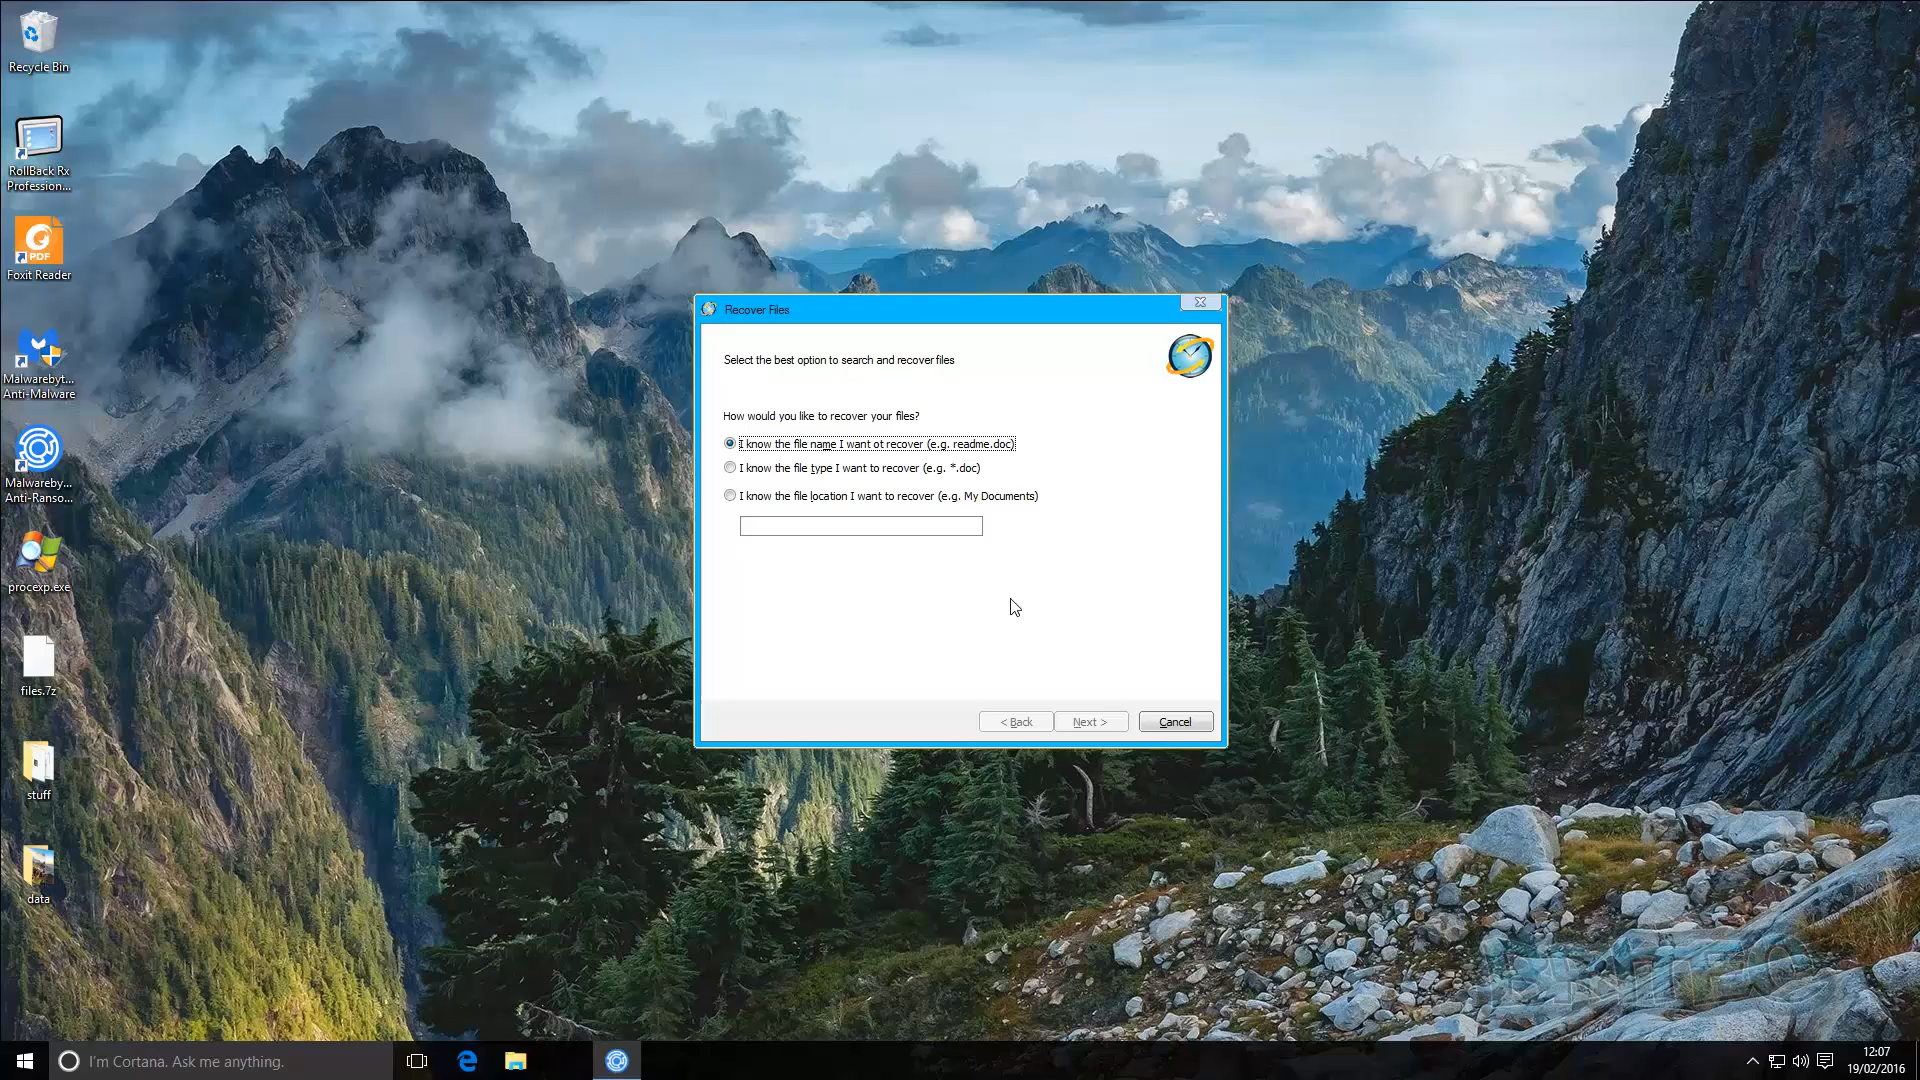 Recycle Bin
RollBack Rx
Profession...
PDF
Foxit Reader
Malwarebyt...
Anti-Malware
Malwareby...
Anti-Ranso...
procexp.exe
files.7z
stuff
data
Recover Files
Select the best option to search and recover files
How would you like to recover your files?
I know the file name I want ot recover (e.g. readme.doc)
I know the file type I want to recover (e.g. *.doc)
I know the file location I want to recover (e.g. My Documents)
< Back
Next >
Cancel
I'm Cortana. Ask me anything.
12:07
19/02/2016